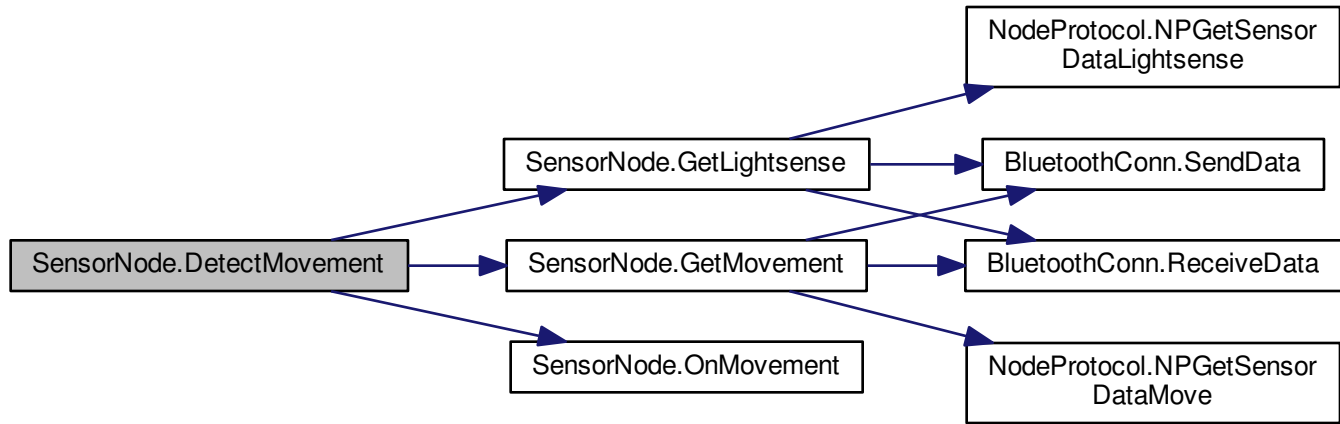 NodeProtocol.NPGetSensor
DataLightsense
SensorNode.GetLightsense
BluetoothConn.SendData
SensorNode.DetectMovement
SensorNode.GetMovement
BluetoothConn.ReceiveData
SensorNode.OnMovement
NodeProtocol.NPGetSensor
DataMove